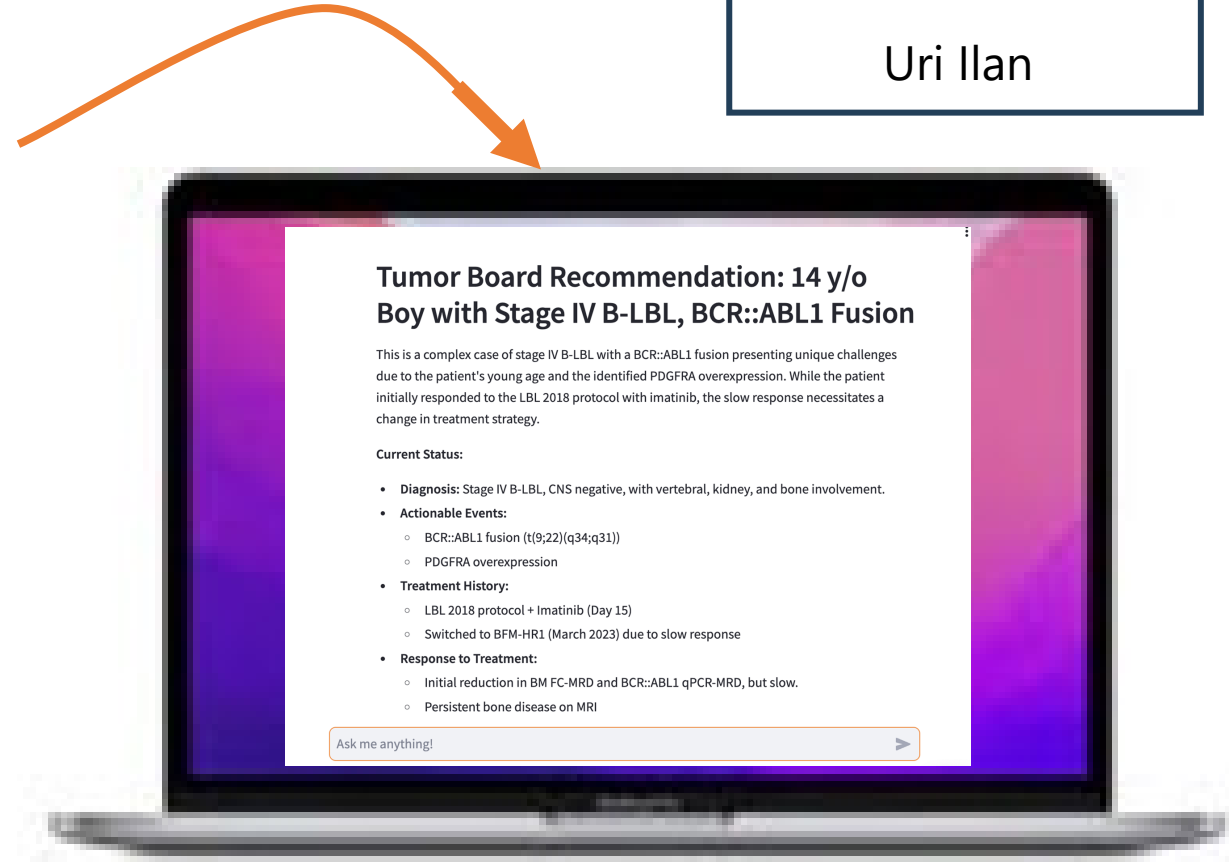 Uri Ilan
Tumor Board Recommendation: 14 y/o
Boy with Stage IV B-LBL, BCR::ABL1 Fusion
This is a complex case of stage IV B-LBL with a BCR::ABL1 fusion presenting unique challenges
due to the patient's young age and the identified PDGFRA overexpression. While the patient
initially responded to the LBL 2018 protocol with imatinib, the slow response necessitates a
change in treatment strategy.
Current Status:
• Diagnosis: Stage IV B-LBL, CNS negative, with vertebral, kidney, and bone involvement.
• Actionable Events:
◦ BCR::ABL1 fusion (t(9;22)(q34;q31))
◦ PDGFRA overexpression
• Treatment History:
◦ LBL 2018 protocol + Imatinib (Day 15)
◦ Switched to BFM-HR1 (March 2023) due to slow response
• Response to Treatment:
◦ Initial reduction in BM FC-MRD and BCR::ABL1 qPCR-MRD, but slow.
◦ Persistent bone disease on MRI
Ask me anything!